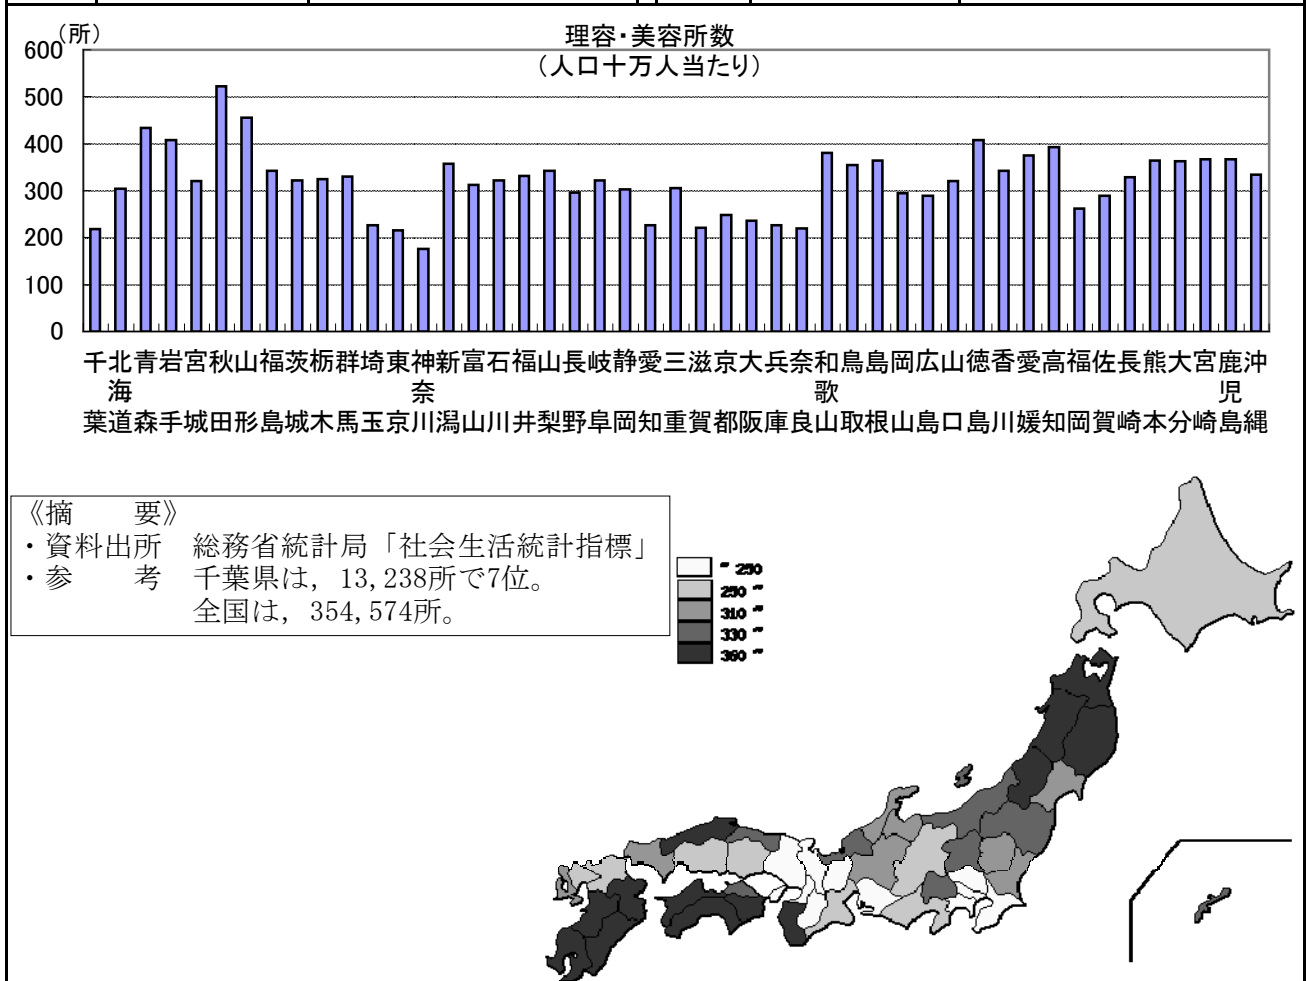 (所)
理容・美容所数
(人口十万人当たり)
600
500
400
300
200
100
0
千葉 北海道 青森 岩手 宮城 秋田 山形 福島 茨城 栃木 群馬 埼玉 東京 神奈川 新潟 富山 石川 福井 山梨 長野 岐阜 静岡 愛知 三重 滋賀 京都 大阪 兵庫 奈良 和歌山 鳥取 島根 岡山 広島 山口 徳島 香川 愛媛 高知 福岡 佐賀 長崎 熊本 大分 宮崎 鹿児島 沖縄
《摘　　要》
・資料出所　総務省統計局「社会生活統計指標」
・参　　考　千葉県は，13,238所で7位。
全国は，354,574所。
~ 250
250 ~
310 ~
330 ~
360 ~